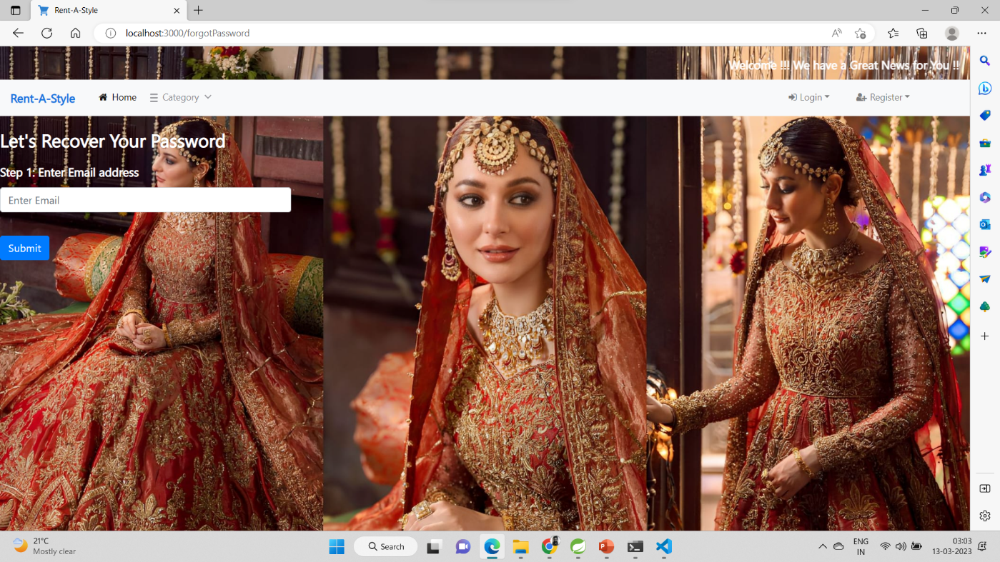 Rent-A-Style
localhost:3000/forgotPassword
Welcome !!! We have a Great News for You !!
Rent-A-Style Home Category Login Register
Let's Recover Your Password
Step 1: Enter Email address
Enter Email
Submit
21°C
Mostly clear
Search
ENG
IN
03:03
13-03-2023